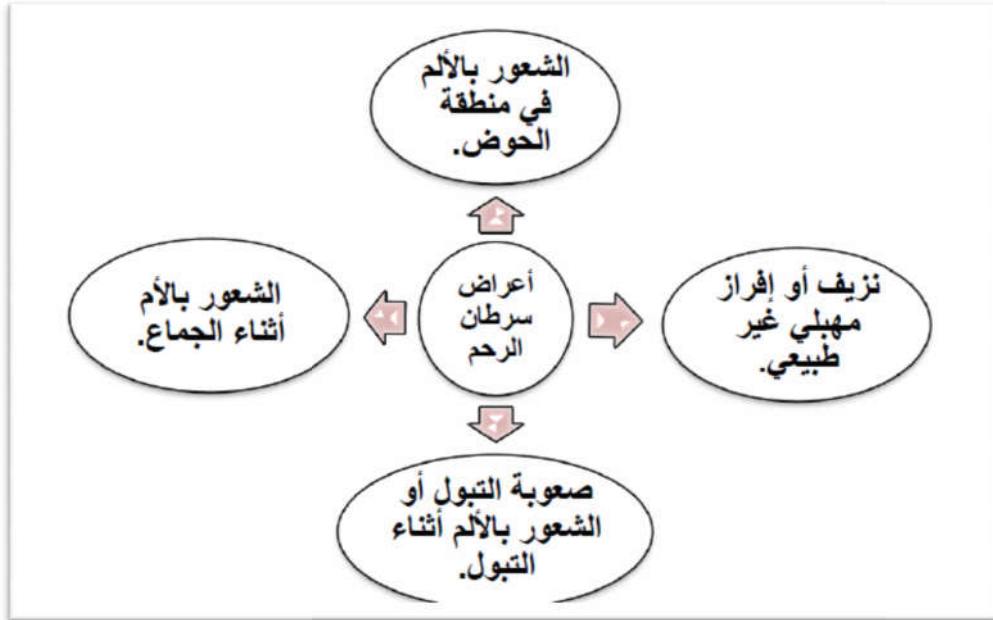 الشعور بالألم
في منطقة
الحوض.
أعراض
سرطان
الرحم
نزيف أو إفراز
مهبلي غير
طبيعي.
الشعور بالأم
أثناء الجماع.
صعوبة التبول أو
الشعور بالألم أثناء
التبول.